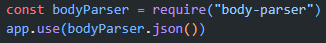 const bodyParser = require("body-parser")
app.use(bodyParser.json())